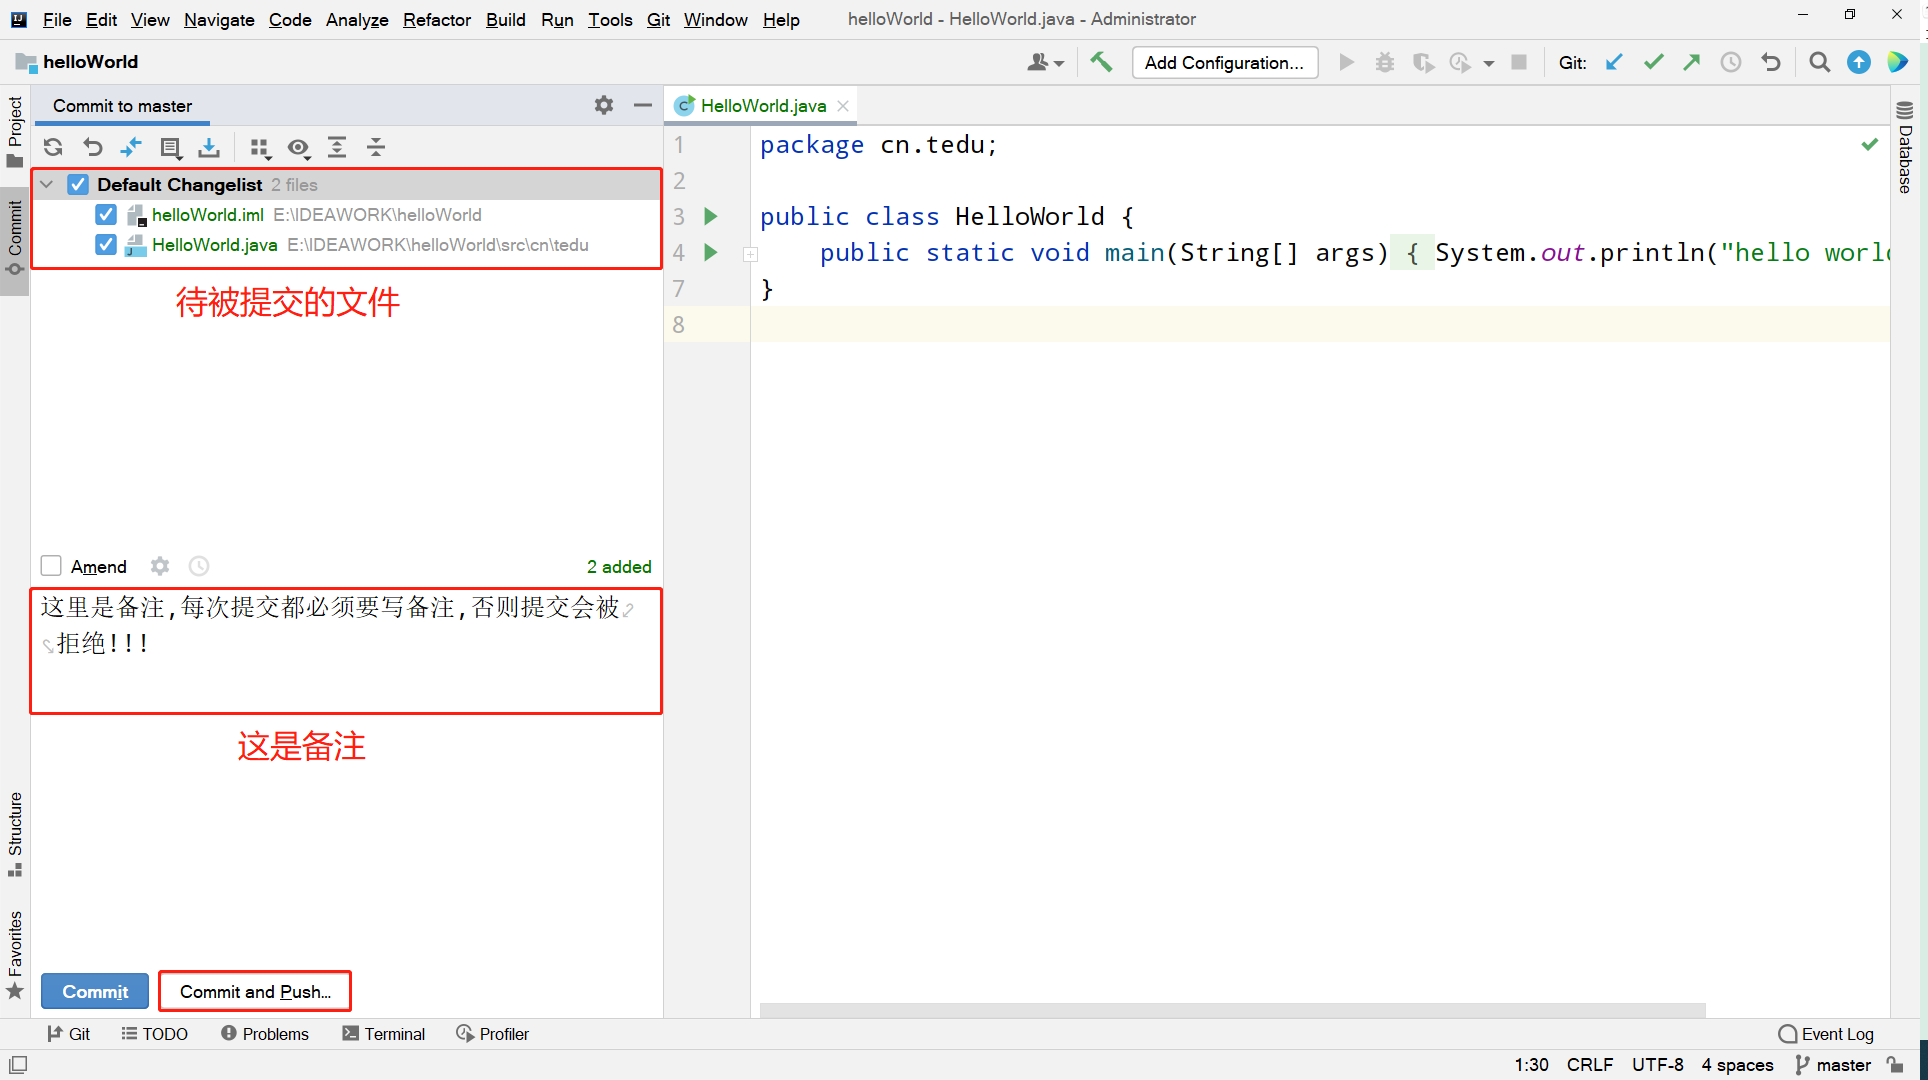 File Edit View Navigate Code Analyze Refactor Build Run Tools Git Window Help helloWorld - HelloWorld.java - Administrator
helloWorld
Add Configuration...
Git:
Project
Commit
Structure
Favorites
Commit to master
Default Changelist 2 files
helloWorld.iml E:\IDEAWORK\helloWorld
HelloWorld.java E:\IDEAWORK\helloWorld\src\cn\tedu
待被提交的文件
Amend 2 added
这里是备注,每次提交都必须要写备注,否则提交会被
拒绝!!!
这是备注
Commit Commit and Push...
HelloWorld.java
1 package cn.tedu;
2
3 public class HelloWorld {
4 public static void main(String[] args) { System.out.println("hello world
7 }
8
Database
Git TODO Problems Terminal Profiler Event Log
1:30 CRLF UTF-8 4 spaces master